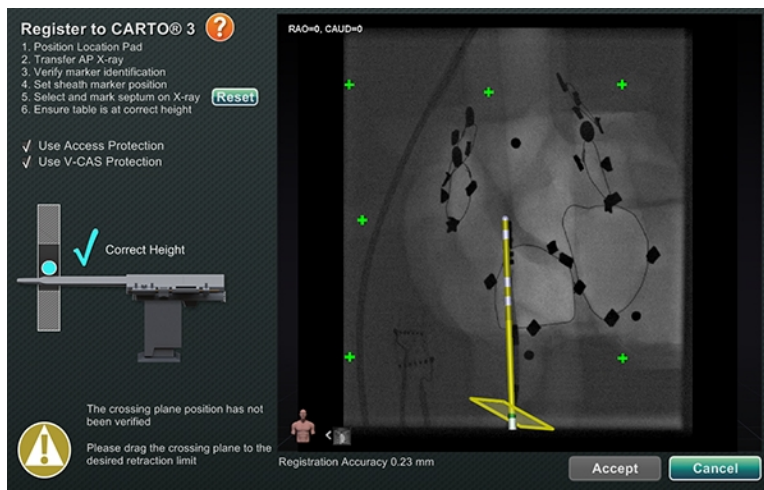 Register to CARTO® 3 ?
1. Position Location Pad
2. Transfer AP X-ray
3. Verify marker identification
4. Set sheath marker position
5. Select and mark septum on X-ray Reset
6. Ensure table is at correct height
√ Use Access Protection
√ Use V-CAS Protection
Correct Height
The crossing plane position has not
been verified
Please drag the crossing plane to the
desired retraction limit
RAO=0, CAUD=0
Registration Accuracy 0.23 mm
Accept
Cancel